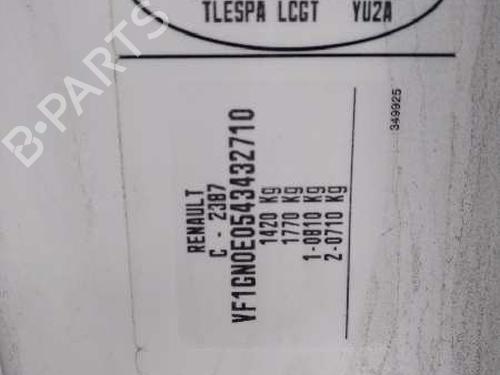 TLESPA LCGT YU2A
RENAULT
C - 2387
VF1GN0E0543432710
1420 Kg
1770 Kg
1-0810 Kg
2-0710 Kg
349925
B-PARTS